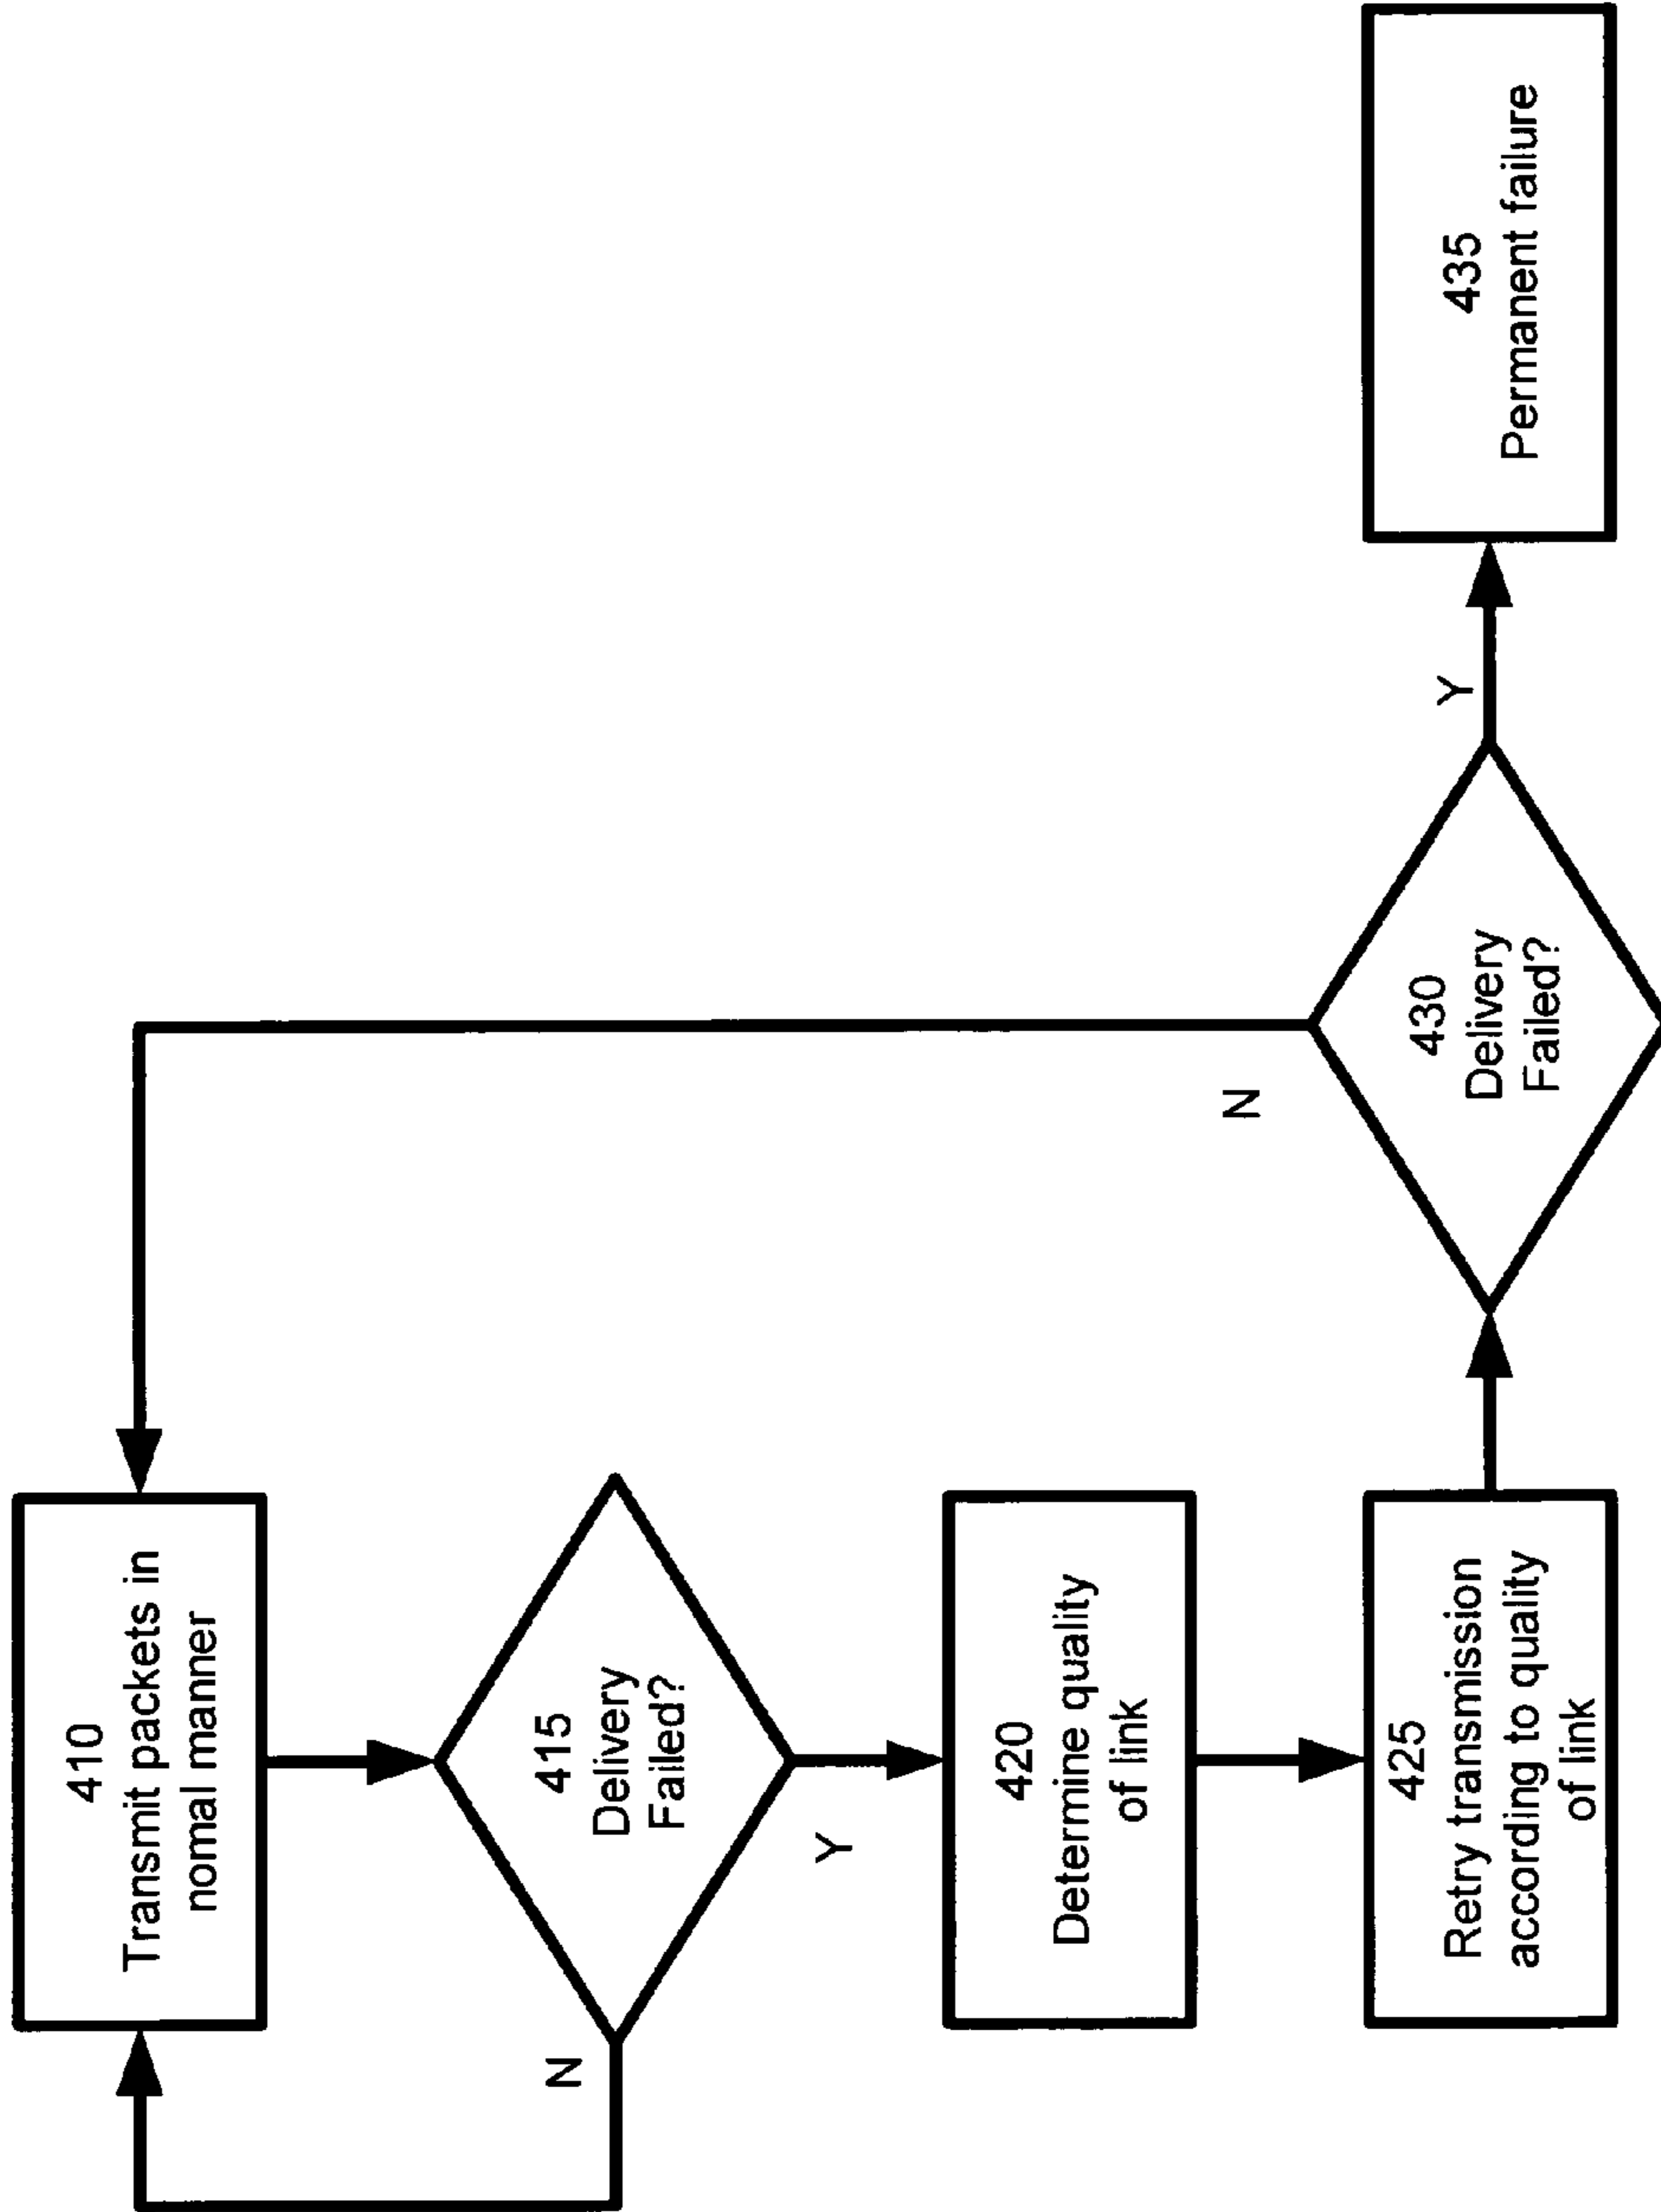 410
Transmit packets in
normal manner
415
Delivery
Failed?
N
Y
420
Determine quality
of link
425
Retry transmission
according to quality
of link
430
Delivery
Failed?
N
Y
435
Permanent failure